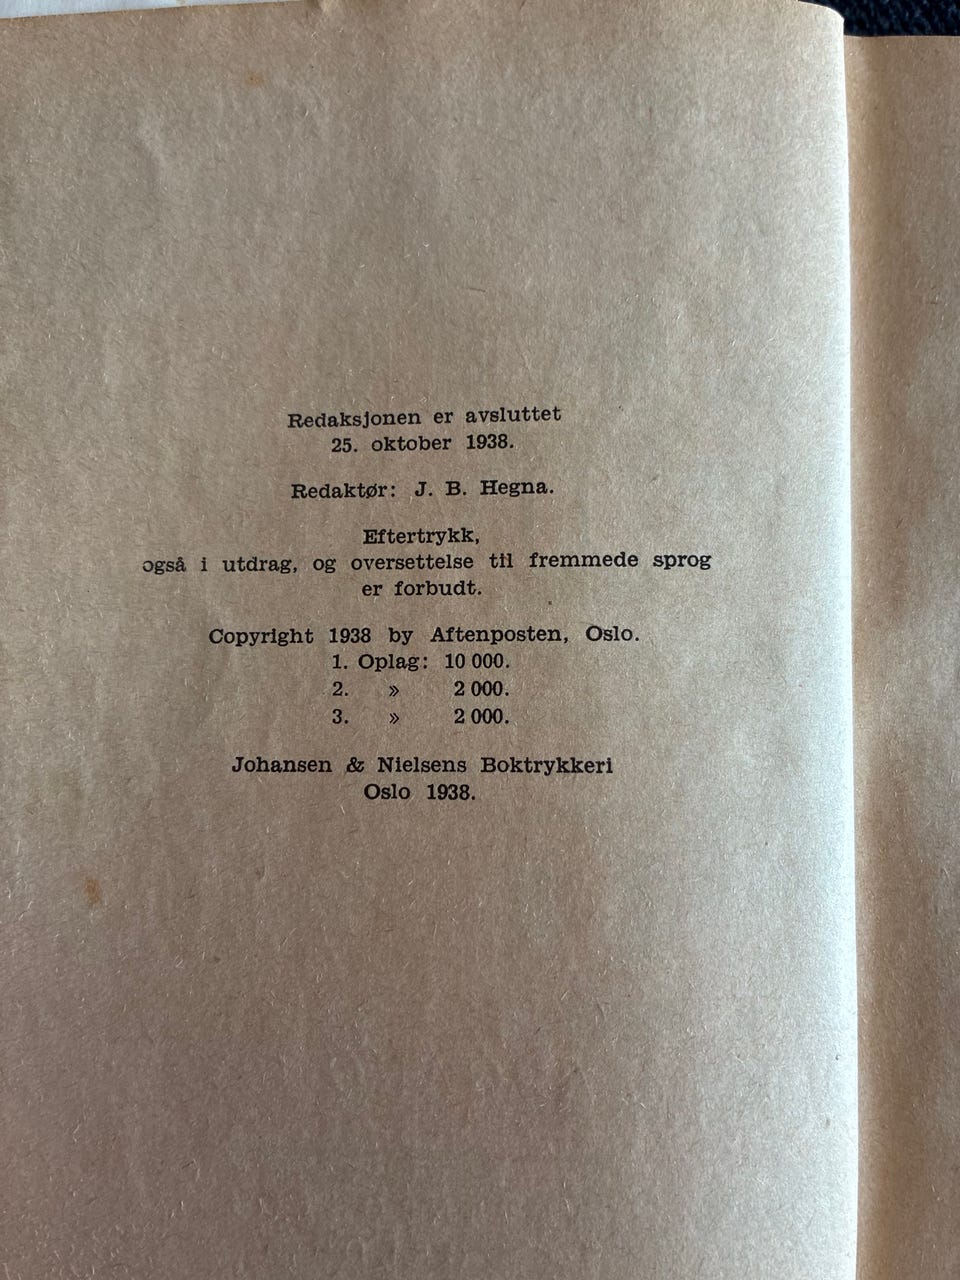 Redaksjonen er avsluttet
25. oktober 1938.
Redaktør: J. B. Hegna.
Eftertrykk,
også i utdrag, og oversettelse til fremmede sprog
er forbudt.
Copyright 1938 by Aftenposten, Oslo.
1. Oplag: 10 000.
2. » 2 000.
3. » 2 000.
Johansen & Nielsens Boktrykkeri
Oslo 1938.